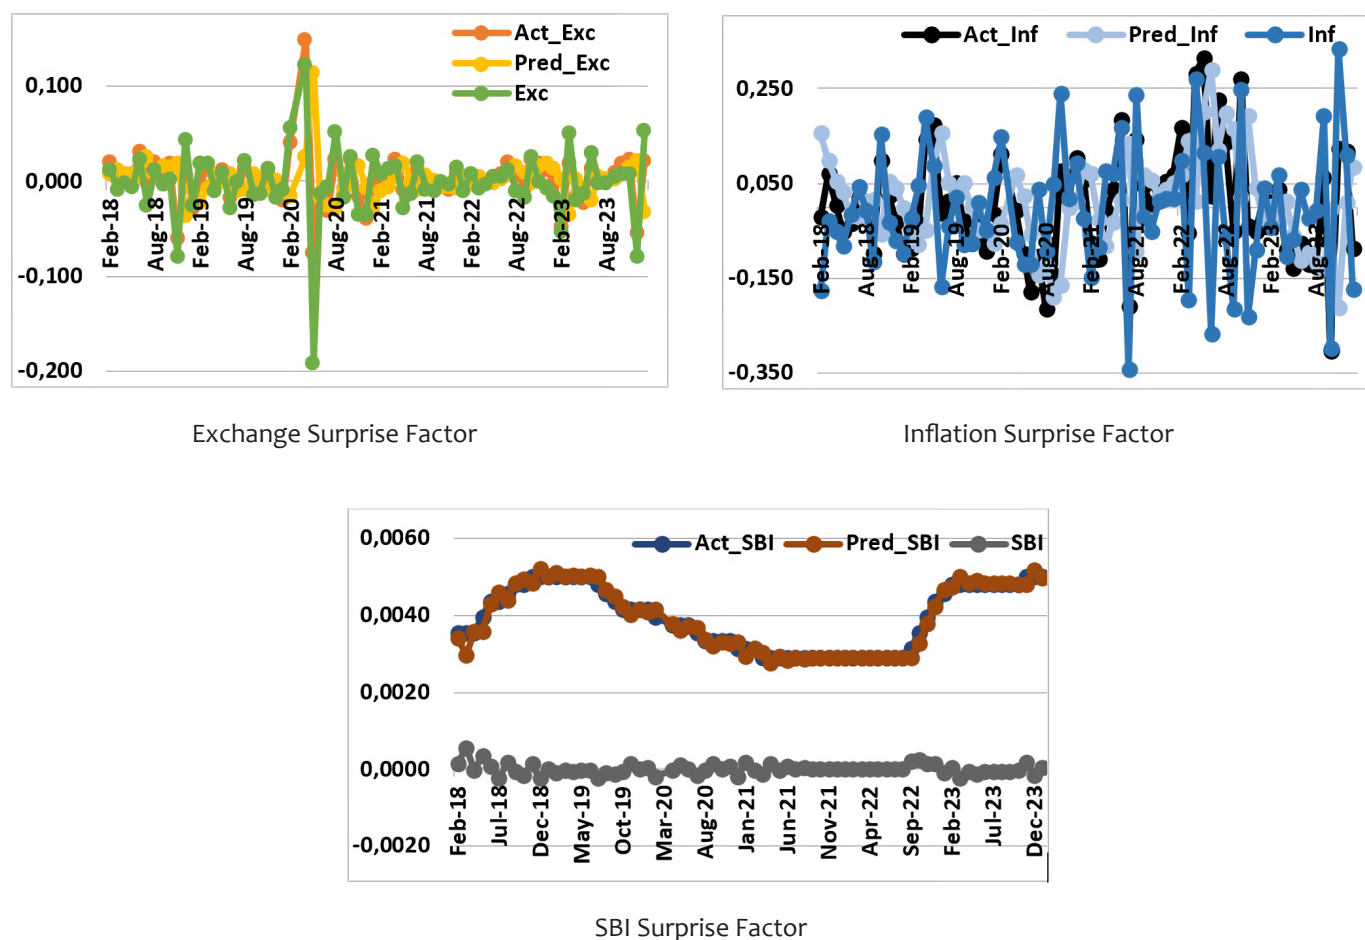 Act_Exc
Pred_Exc
Exc
0,100
0,000
-0,100
-0,200
Feb-18
Aug-18
Feb-19
Aug-19
Feb-20
Aug-20
Feb-21
Aug-21
Feb-22
Aug-22
Feb-23
Aug-23
Exchange Surprise Factor
Act_Inf Pred_Inf Inf
0,250
0,050
-0,150
-0,350
Feb-18
Aug-18
Feb-19
Aug-19
Feb-20
Aug-20
Feb-21
Aug-21
Feb-22
Aug-22
Feb-23
Aug-23
Inflation Surprise Factor
Act_SBI Pred_SBI SBI
0,0060
0,0040
0,0020
0,0000
-0,0020
Feb-18
Jul-18
Dec-18
May-19
Oct-19
Mar-20
Aug-20
Jan-21
Jun-21
Nov-21
Apr-22
Sep-22
Feb-23
Jul-23
Dec-23
SBI Surprise Factor